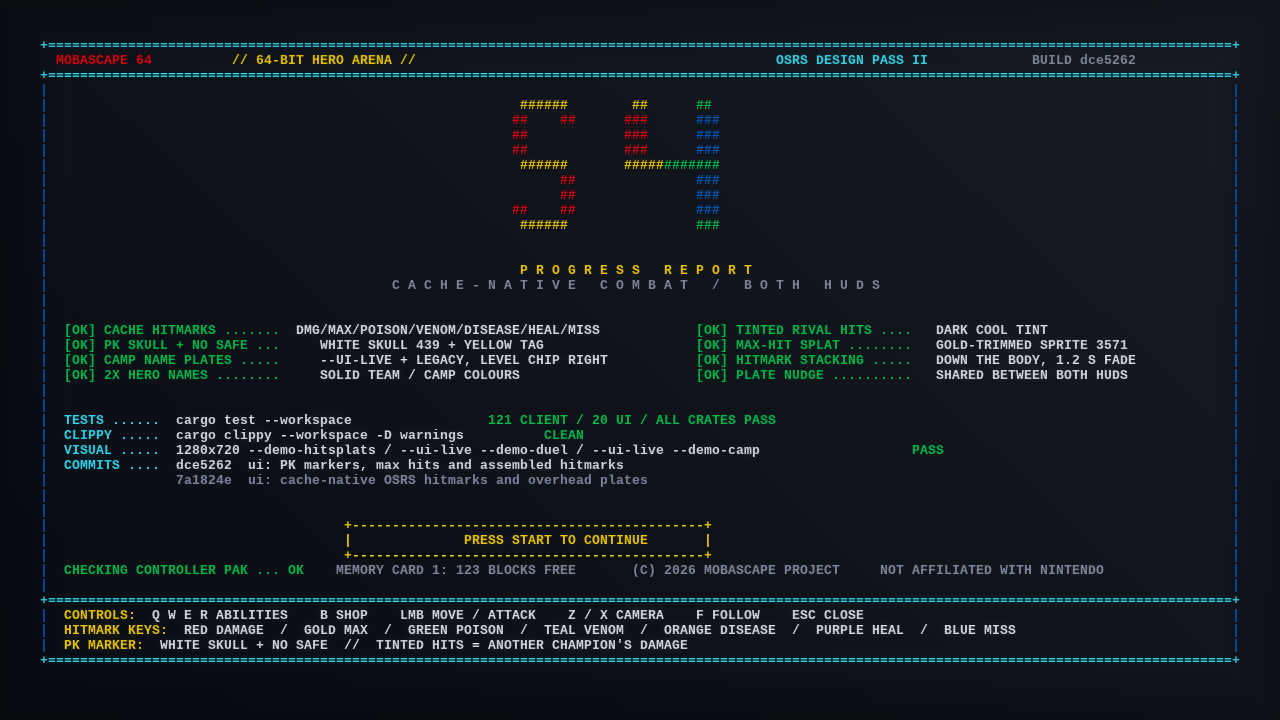 MOBASCAPE 64 // 64-BIT HERO ARENA // OSRS DESIGN PASS II BUILD dce5262
PROGRESS REPORT
CACHE-NATIVE COMBAT / BOTH HUDS
[OK] CACHE HITMARKS ....... DMG/MAX/POISON/VENOM/DISEASE/HEAL/MISS [OK] TINTED RIVAL HITS .... DARK COOL TINT
[OK] PK SKULL + NO SAFE ... WHITE SKULL 439 + YELLOW TAG [OK] MAX-HIT SPLAT ........ GOLD-TRIMMED SPRITE 3571
[OK] CAMP NAME PLATES ..... --UI-LIVE + LEGACY, LEVEL CHIP RIGHT [OK] HITMARK STACKING ..... DOWN THE BODY, 1.2 S FADE
[OK] 2X HERO NAMES ........ SOLID TEAM / CAMP COLOURS [OK] PLATE NUDGE .......... SHARED BETWEEN BOTH HUDS
TESTS ...... cargo test --workspace 121 CLIENT / 20 UI / ALL CRATES PASS
CLIPPY ..... cargo clippy --workspace -D warnings CLEAN
VISUAL ..... 1280x720 --demo-hitsplats / --ui-live --demo-duel / --ui-live --demo-camp PASS
COMMITS .... dce5262 ui: PK markers, max hits and assembled hitmarks
7a1824e ui: cache-native OSRS hitmarks and overhead plates
PRESS START TO CONTINUE
CHECKING CONTROLLER PAK ... OK MEMORY CARD 1: 123 BLOCKS FREE (C) 2026 MOBASCAPE PROJECT NOT AFFILIATED WITH NINTENDO
CONTROLS: Q W E R ABILITIES B SHOP LMB MOVE / ATTACK Z / X CAMERA F FOLLOW ESC CLOSE
HITMARK KEYS: RED DAMAGE / GOLD MAX / GREEN POISON / TEAL VENOM / ORANGE DISEASE / PURPLE HEAL / BLUE MISS
PK MARKER: WHITE SKULL + NO SAFE // TINTED HITS = ANOTHER CHAMPION'S DAMAGE